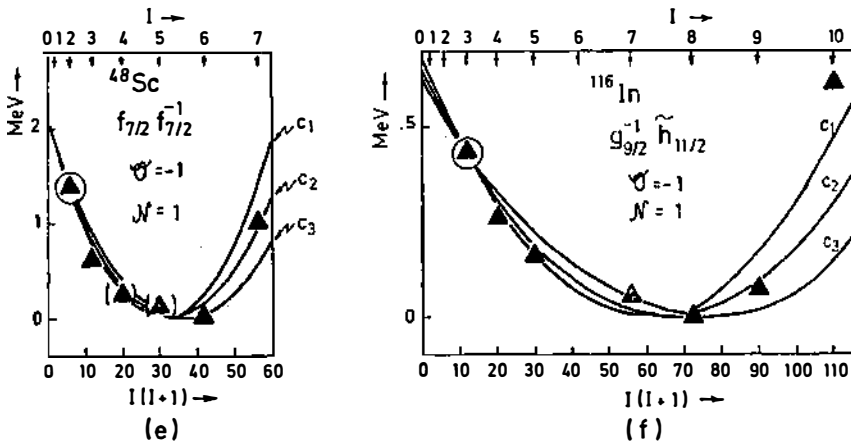 I →
0 1 2 3 4 5 6 7
MeV →
2
1
0
⁴⁸Sc
f₇/₂ f₇/₂⁻¹
𝒱=-1
𝒩=1
c₁
c₂
c₃
0 10 20 30 40 50 60
I(I+1) →
(e)
I →
0 1 2 3 4 5 6 7 8 9 10
MeV →
.5
0
¹¹⁶In
g₉/₂⁻¹ h̃₁₁/₂
𝒱=-1
𝒩=1
c₁
c₂
c₃
0 10 20 30 40 50 60 70 80 90 100 110
I(I+1) →
(f)